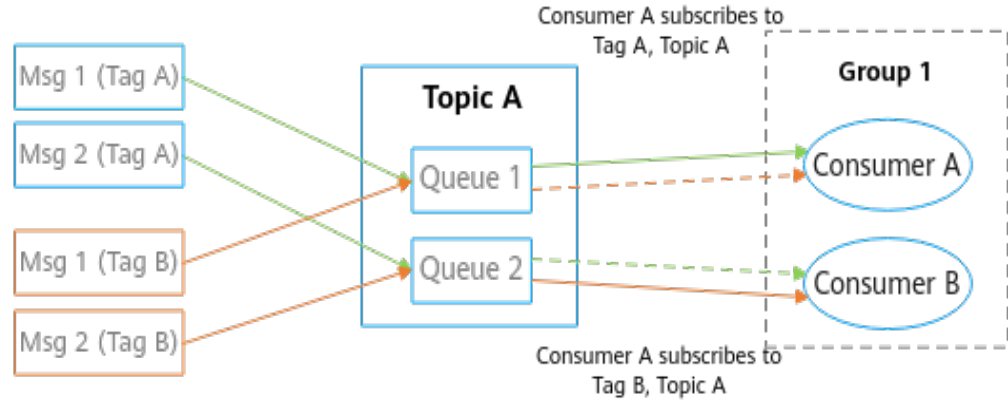 Consumer A subscribes to
Tag A, Topic A
Msg 1 (Tag A)
Msg 2 (Tag A)
Msg 1 (Tag B)
Msg 2 (Tag B)
Topic A
Queue 1
Queue 2
Group 1
Consumer A
Consumer B
Consumer A subscribes to
Tag B, Topic A